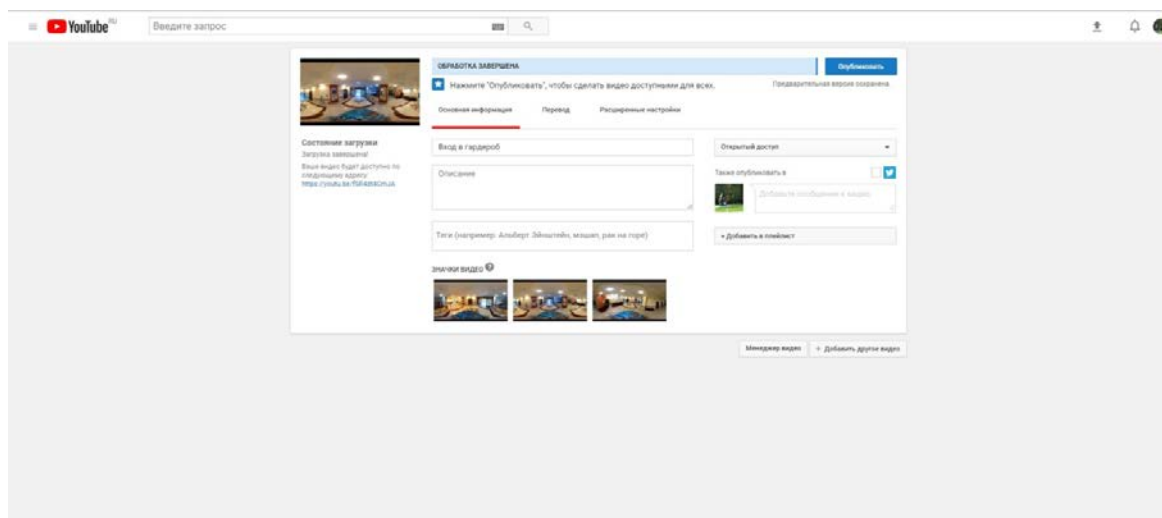 YouTube RU
Введите запрос
ОБРАБОТКА ЗАВЕРШЕНА
Опубликовать
Нажмите "Опубликовать", чтобы сделать видео доступными для всех.
Предварительная версия сохранена
Основная информация Перевод Расширенные настройки
Состояние загрузки
Загрузка завершена!
Ваше видео будет доступно по
следующему адресу:
Вход в гардероб
Открытый доступ
Описание
Также опубликовать в
Добавьте сообщение к видео
Теги (например: Альберт Эйнштейн, мэшап, рак на горе)
+ Добавить в плейлист
ЗНАЧКИ ВИДЕО
Менеджер видео
+ Добавить другое видео